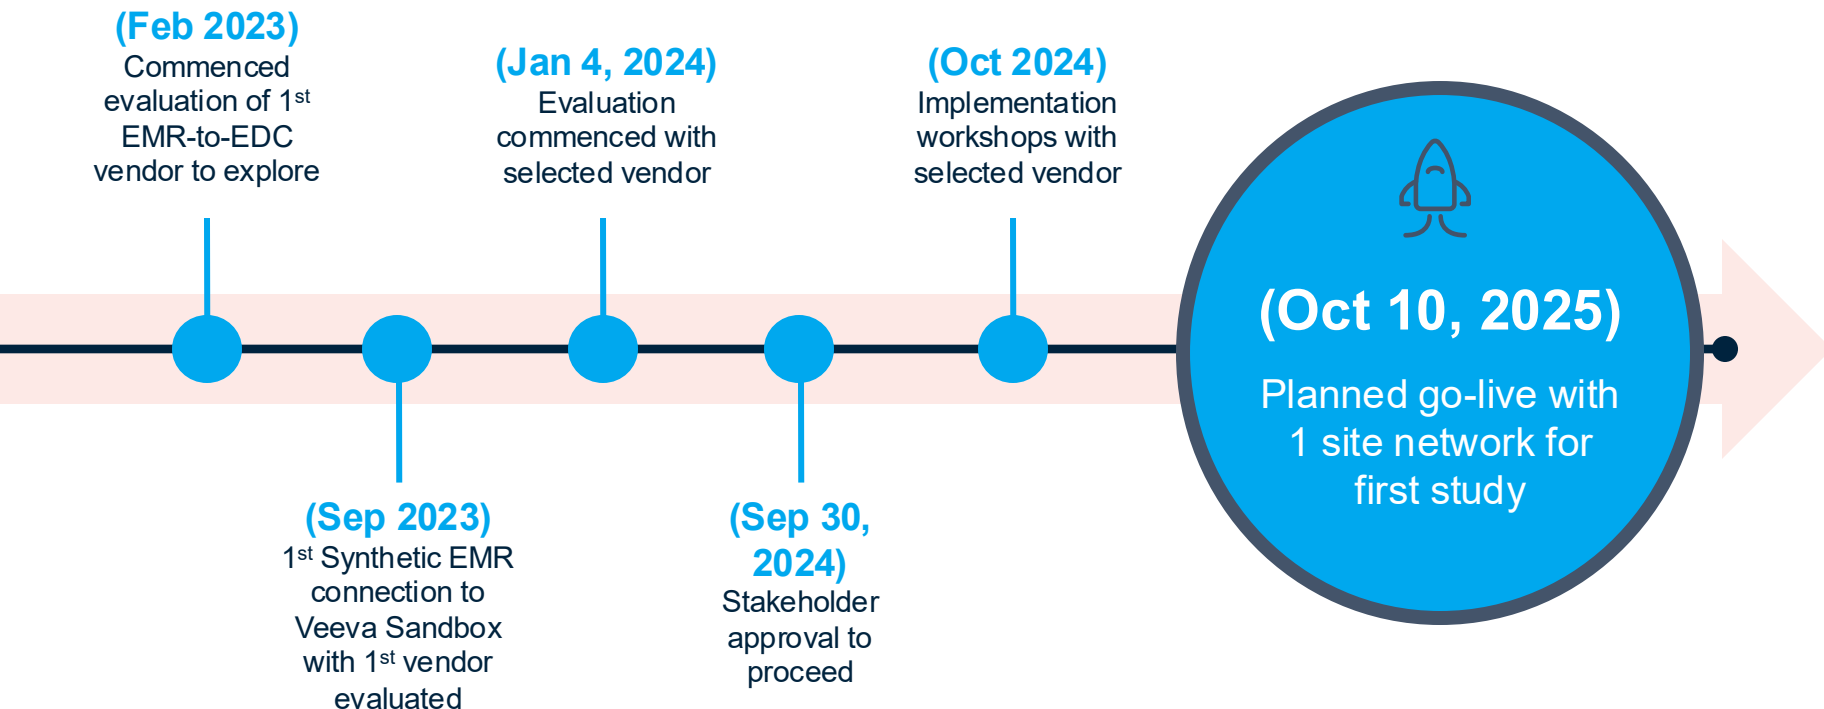 (Feb 2023)
Commenced
evaluation of 1st
EMR-to-EDC
vendor to explore
(Sep 2023)
1st Synthetic EMR
connection to
Veeva Sandbox
with 1st vendor
evaluated
(Jan 4, 2024)
Evaluation
commenced with
selected vendor
(Sep 30,
2024)
Stakeholder
approval to
proceed
(Oct 2024)
Implementation
workshops with
selected vendor
(Oct 10, 2025)
Planned go-live with
1 site network for
first study